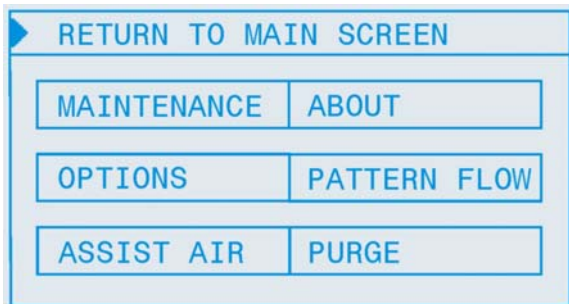 RETURN TO MAIN SCREEN
MAINTENANCE ABOUT
OPTIONS PATTERN FLOW
ASSIST AIR PURGE